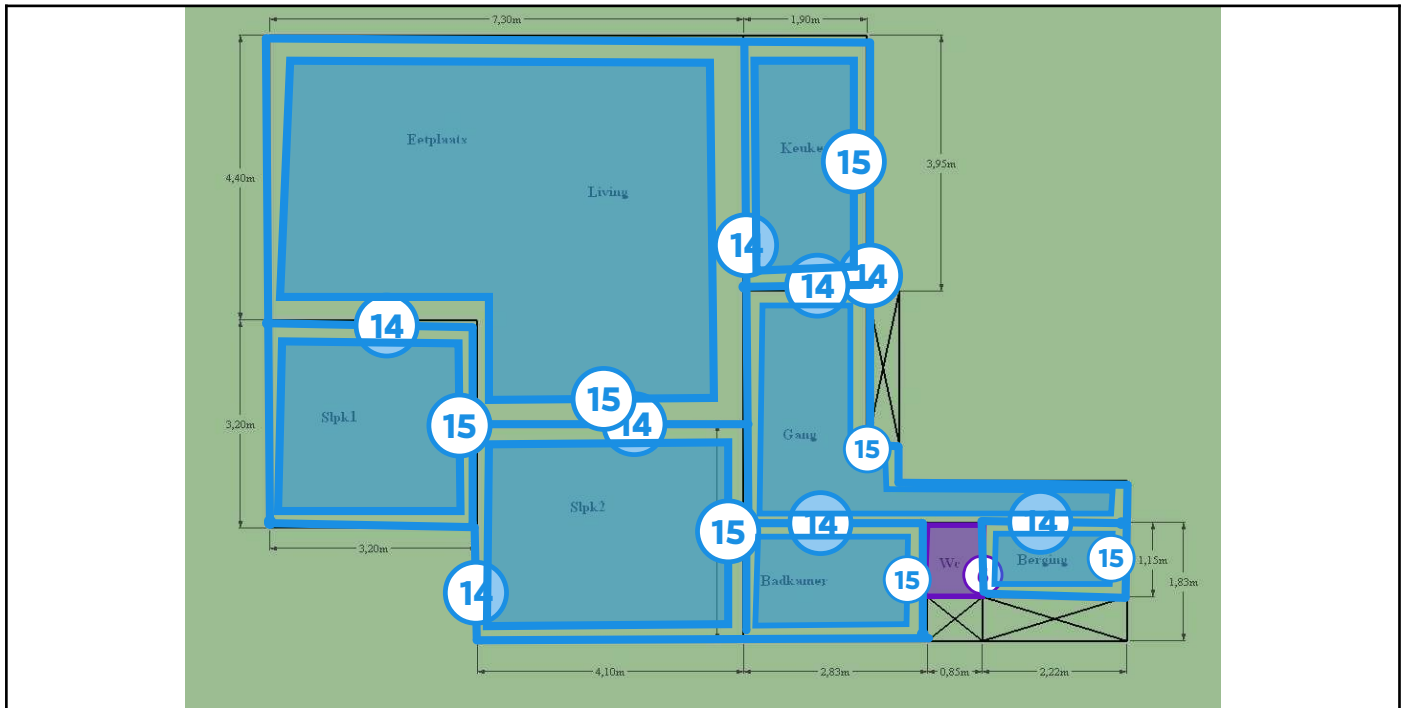 7,30m
1,90m
Eetplaats
Keuke
15
4,40m
3,95m
Living
14
14
14
14
15
14
15
Slpk1
15
Gang
3,20m
Slpk2
15
14
14
3,20m
Badkamer
15
Wc
Berging
15
1,15m
1,83m
14
4,10m
2,83m
0,85m
2,22m